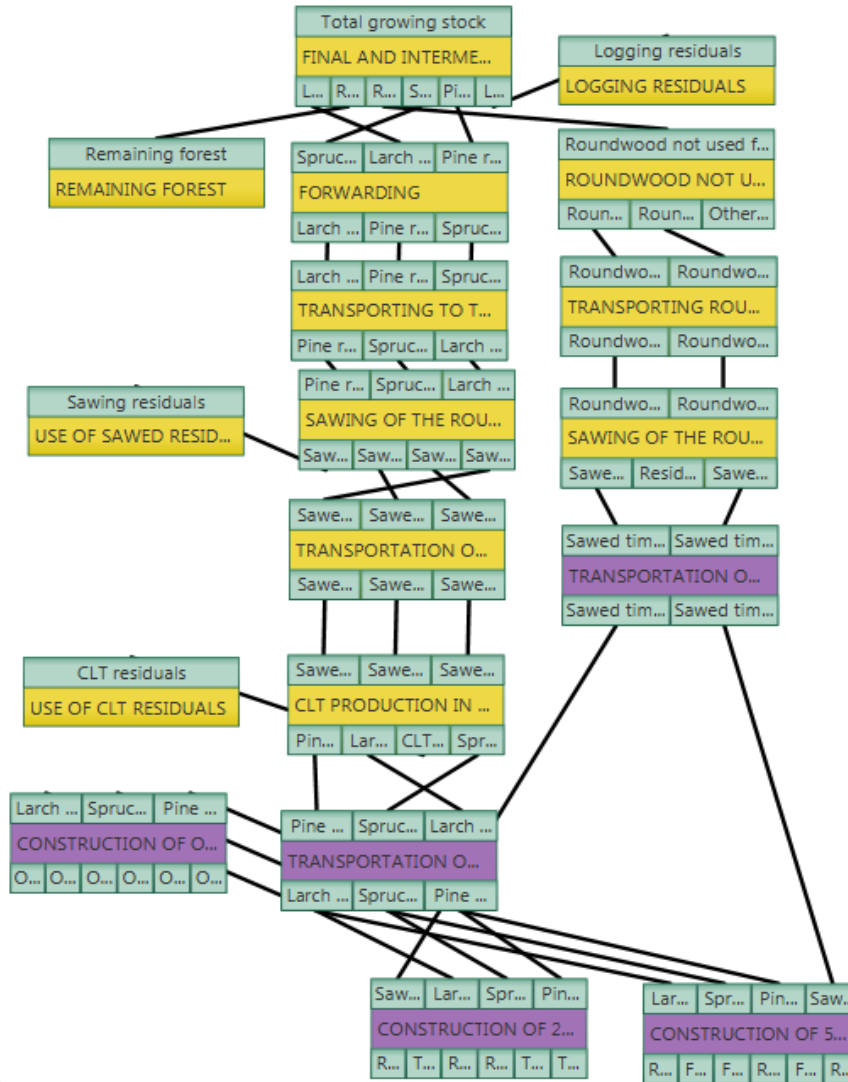 Total growing stock
FINAL AND INTERME...
L... R... R... S... Pi... L...
Logging residuals
LOGGING RESIDUALS
Remaining forest
REMAINING FOREST
Spruc... Larch ... Pine r...
FORWARDING
Larch ... Pine r... Spruc...
Roundwood not used f...
ROUNDWOOD NOT U...
Roun... Roun... Other...
Larch ... Pine r... Spruc...
TRANSPORTING TO T...
Pine r... Spruc... Larch ...
Roundwo... Roundwo...
TRANSPORTING ROU...
Roundwo... Roundwo...
Sawing residuals
USE OF SAWED RESID...
Pine r... Spruc... Larch ...
SAWING OF THE ROU...
Saw... Saw... Saw... Saw...
Roundwo... Roundwo...
SAWING OF THE ROU...
Sawe... Resid... Sawe...
Sawe... Sawe... Sawe...
TRANSPORTATION O...
Sawe... Sawe... Sawe...
Sawed tim... Sawed tim...
TRANSPORTATION O...
Sawed tim... Sawed tim...
CLT residuals
USE OF CLT RESIDUALS
Sawe... Sawe... Sawe...
CLT PRODUCTION IN ...
Pin... Lar... CLT... Spr...
Larch ... Spruc... Pine ...
CONSTRUCTION OF O...
O... O... O... O... O... O...
Pine ... Spruc... Larch ...
TRANSPORTATION O...
Larch ... Spruc... Pine ...
Saw... Lar... Spr... Pin...
CONSTRUCTION OF 2...
R... T... R... R... T... T...
Lar... Spr... Pin... Saw...
CONSTRUCTION OF 5...
R... F... F... R... F... R...